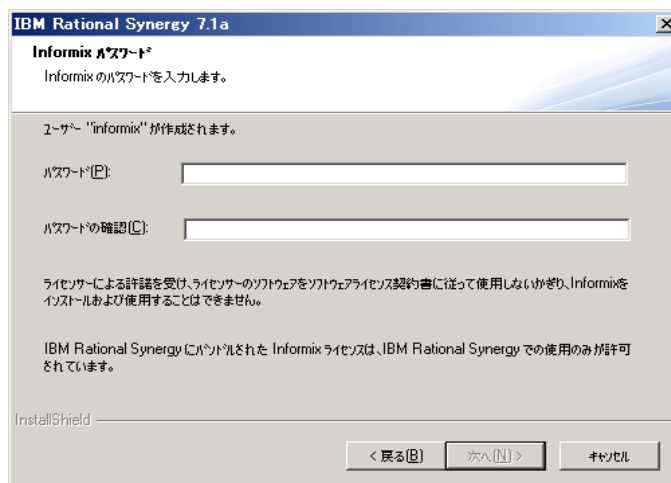 IBM Rational Synergy 7.1a
Informix パスワード
Informix のパスワードを入力します。
ユーザー "informix" が作成されます。
パスワード(P):
パスワードの確認(C):
ライセンサーによる許諾を受け、ライセンサーのソフトウェアをソフトウェアライセンス契約書に従って使用しないかぎり、Informixを
インストールおよび使用することはできません。
IBM Rational Synergy にバンドルされた Informix ライセンスは、IBM Rational Synergy での使用のみが許可
されています。
InstallShield
< 戻る(B)
次へ(N) >
キャンセル